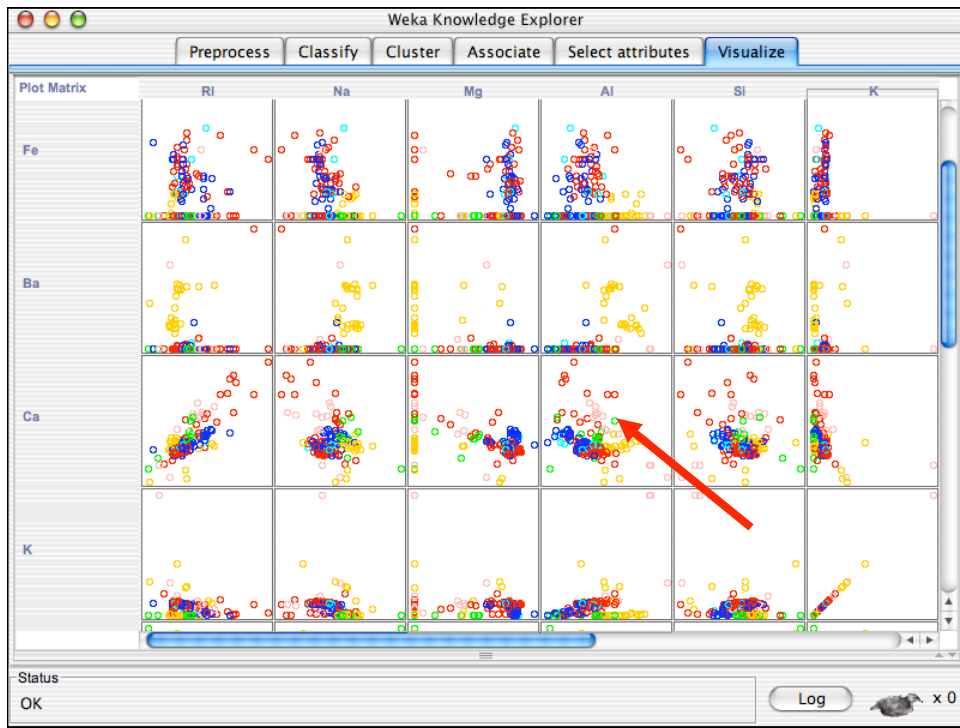 Weka Knowledge Explorer
Preprocess Classify Cluster Associate Select attributes Visualize
Plot Matrix RI Na Mg Al Si K
Fe
Ba
Ca
K
Status
OK
Log x 0